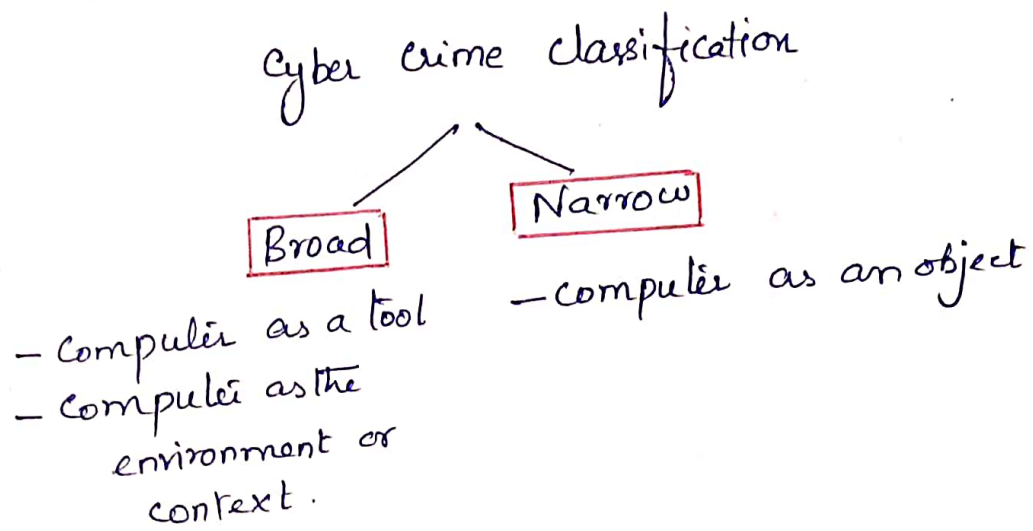 Cyber crime classification
Broad
Narrow
- Computer as a tool
- Computer as the
environment or
context.
- computer as an object